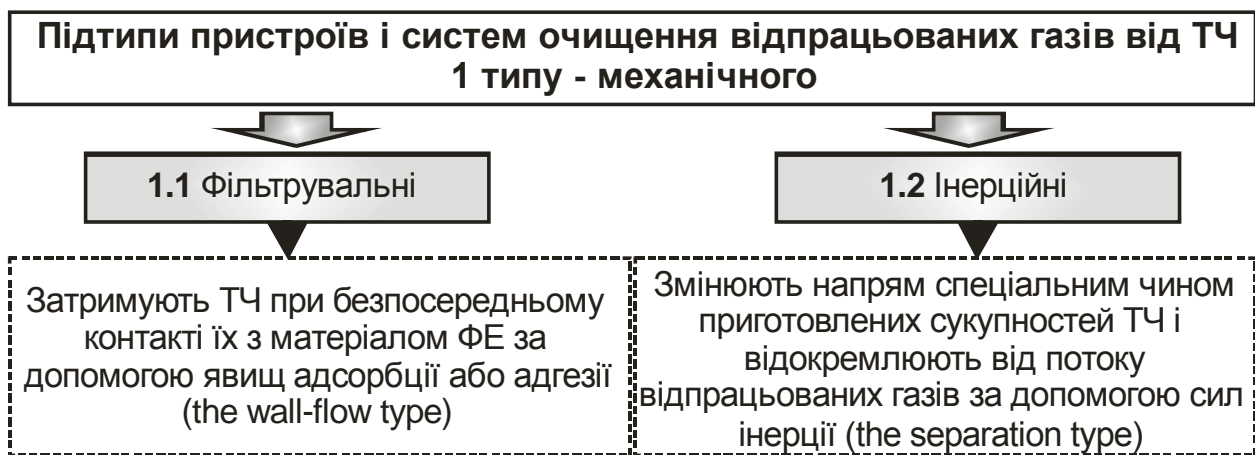 Підтипи пристроїв і систем очищення відпрацьованих газів від ТЧ
1 типу - механічного
1.1 Фільтрувальні
1.2 Інерційні
Затримують ТЧ при безпосередньому
контакті їх з матеріалом ФЕ за
допомогою явищ адсорбції або адгезії
(the wall-flow type)
Змінюють напрям спеціальним чином
приготовлених сукупностей ТЧ і
відокремлюють від потоку
відпрацьованих газів за допомогою сил
інерції (the separation type)